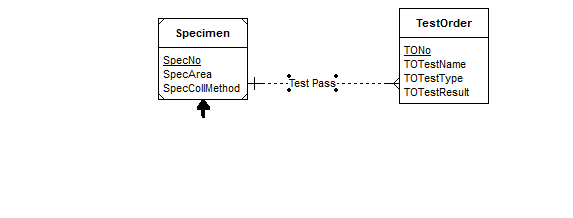 Specimen
SpecNo
SpecArea
SpecCollMethod
Test Pass
TestOrder
TONo
TOTestName
TOTestType
TOTestResult